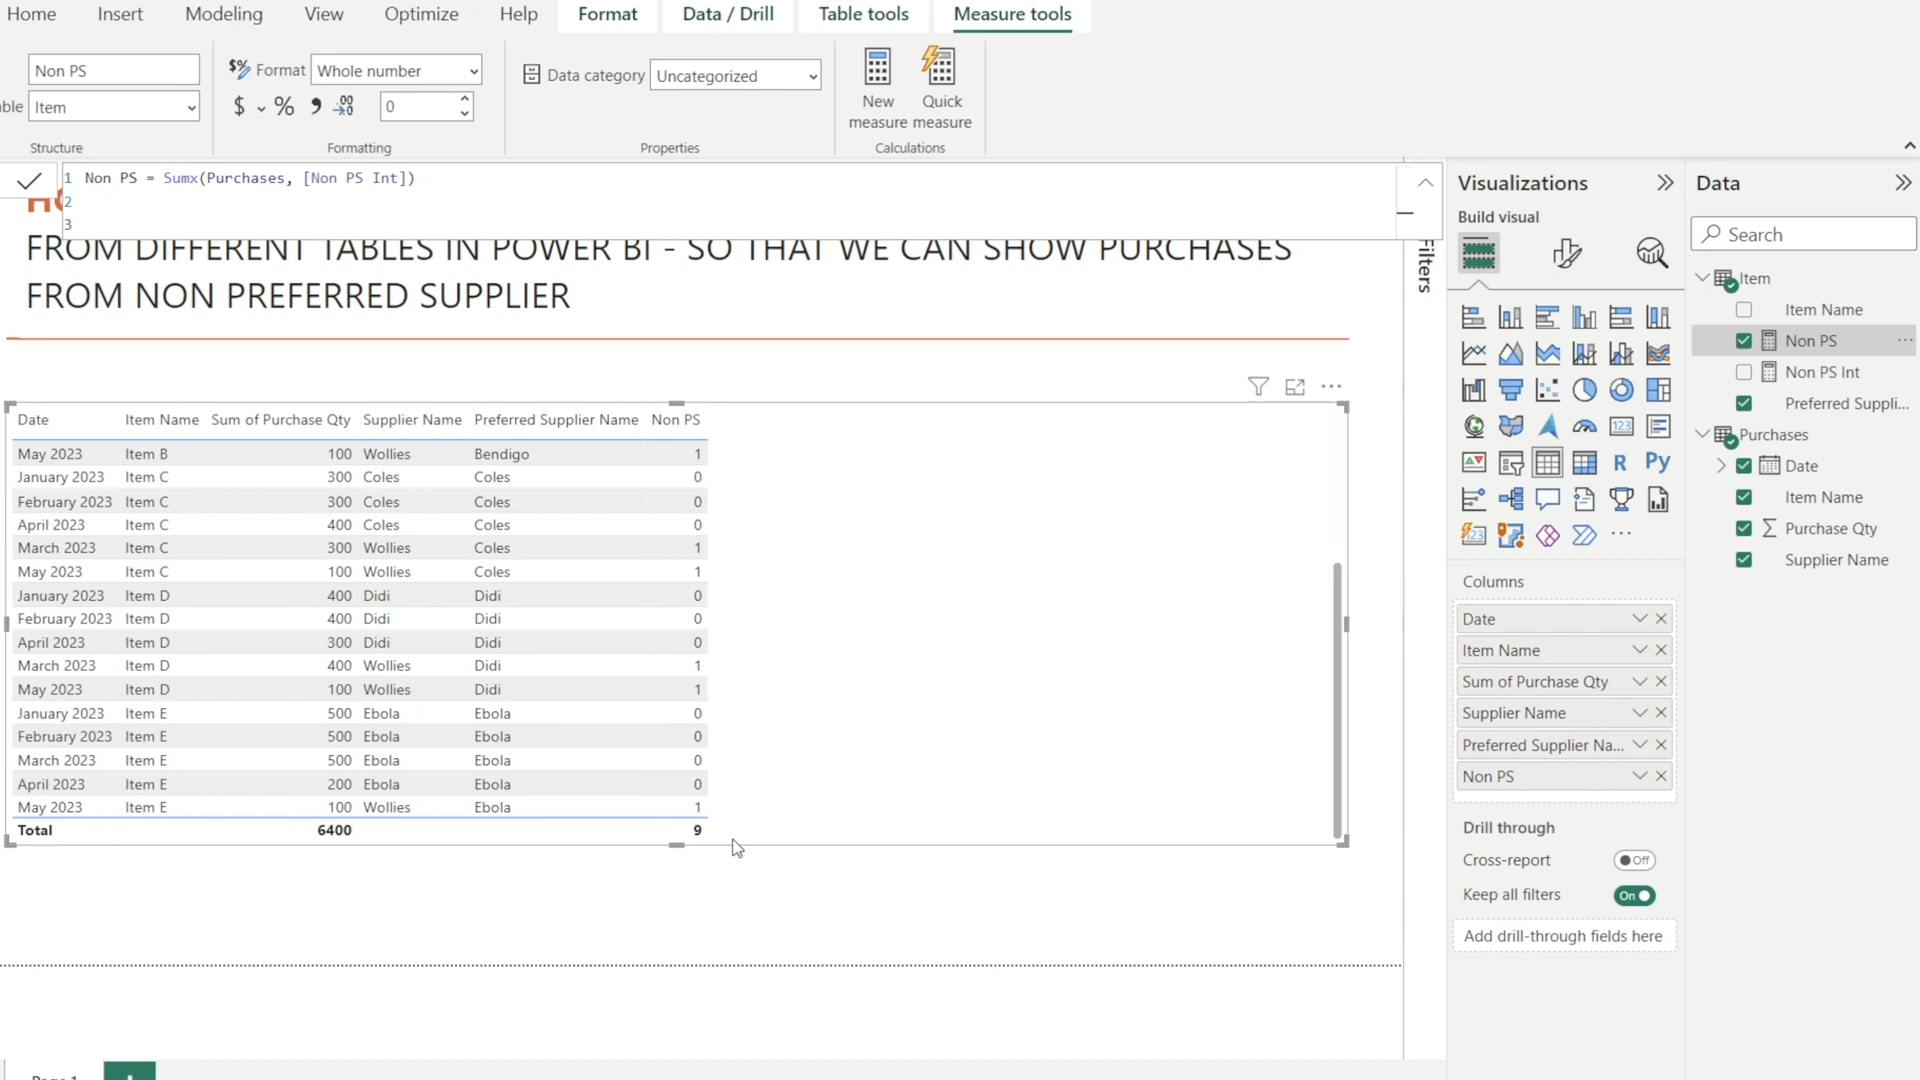 Home Insert Modeling View Optimize Help Format Data / Drill Table tools Measure tools
Non PS
Format Whole number
Data category Uncategorized
New measure
Quick measure
Item
$ % 0
Structure Formatting Properties Calculations
1 Non PS = Sumx(Purchases, [Non PS Int])
2
3
FROM DIFFERENT TABLES IN POWER BI - SO THAT WE CAN SHOW PURCHASES
FROM NON PREFERRED SUPPLIER
Date Item Name Sum of Purchase Qty Supplier Name Preferred Supplier Name Non PS
May 2023 Item B 100 Wollies Bendigo 1
January 2023 Item C 300 Coles Coles 0
February 2023 Item C 300 Coles Coles 0
April 2023 Item C 400 Coles Coles 0
March 2023 Item C 300 Wollies Coles 1
May 2023 Item C 100 Wollies Coles 1
January 2023 Item D 400 Didi Didi 0
February 2023 Item D 400 Didi Didi 0
April 2023 Item D 300 Didi Didi 0
March 2023 Item D 400 Wollies Didi 1
May 2023 Item D 100 Wollies Didi 1
January 2023 Item E 500 Ebola Ebola 0
February 2023 Item E 500 Ebola Ebola 0
March 2023 Item E 500 Ebola Ebola 0
April 2023 Item E 200 Ebola Ebola 0
May 2023 Item E 100 Wollies Ebola 1
Total 6400 9
Filters
Visualizations
Build visual
123
R Py
123
Columns
Date
Item Name
Sum of Purchase Qty
Supplier Name
Preferred Supplier Na...
Non PS
Drill through
Cross-report Off
Keep all filters On
Add drill-through fields here
Data
Search
Item
Item Name
Non PS
Non PS Int
Preferred Suppli...
Purchases
Date
Item Name
Purchase Qty
Supplier Name